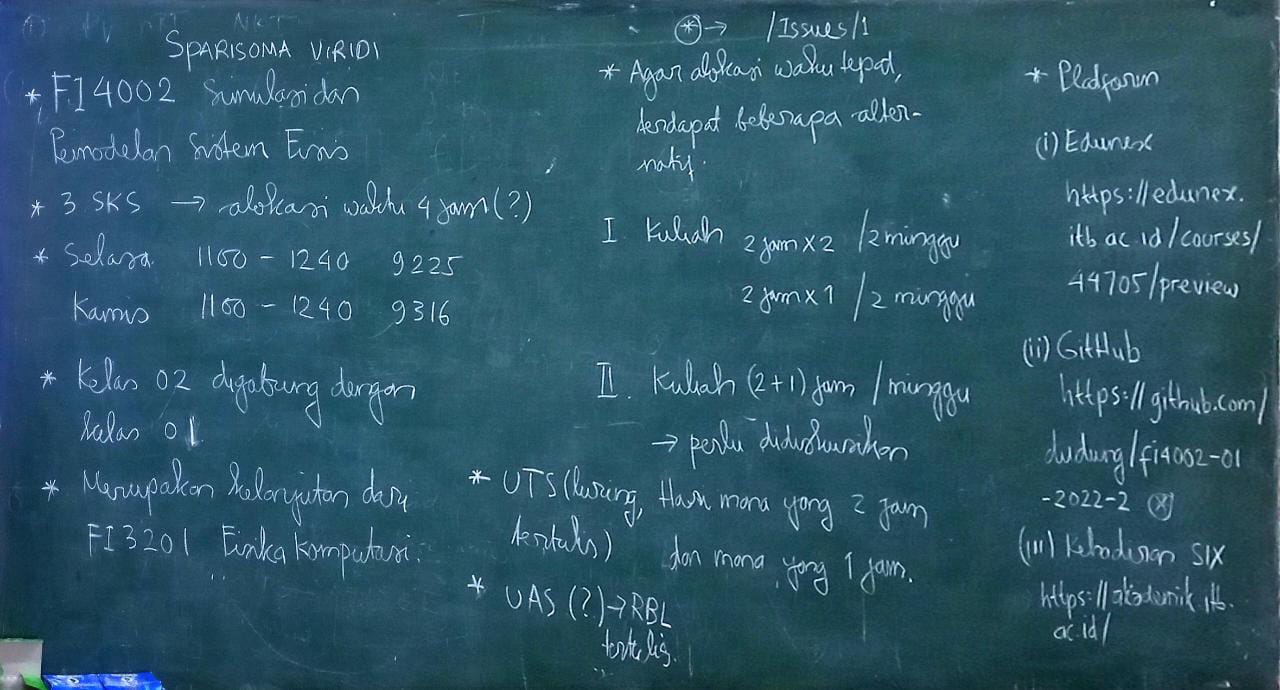 SPARISOMA VIRIDI
* FI4002 Simulasi dan
Pemodelan Sistem Fisis
* 3 SKS → alokasi waktu 4 jam (?)
* Selasa 1100 - 1240 9225
Kamis 1100 - 1240 9316
* Kelas 02 digabung dengan
kelas 01
* Merupakan kelanjutan dari
FI3201 Fisika Komputasi.
(*) → /Issues/1
* Agar alokasi waktu tepat,
terdapat beberapa alter-
natif.
I Kuliah 2 jam x 2 /2 minggu
2 jam x 1 /2 minggu
II. Kuliah (2+1) jam /minggu
→ perlu didiskusikan
Hari mana yang 2 jam
dan mana yang 1 jam.
* UTS (luring,
tertulis)
* UAS (?) → RBL
tertulis.
* Platform
(i) Edunex
https://edunex.
itb.ac.id/courses/
44705/preview
(ii) GitHub
https://github.com/
dudung/fi4002-01
-2022-2 (*)
(iii) Kehadiran SIX
https://akademik.itb.
ac.id/